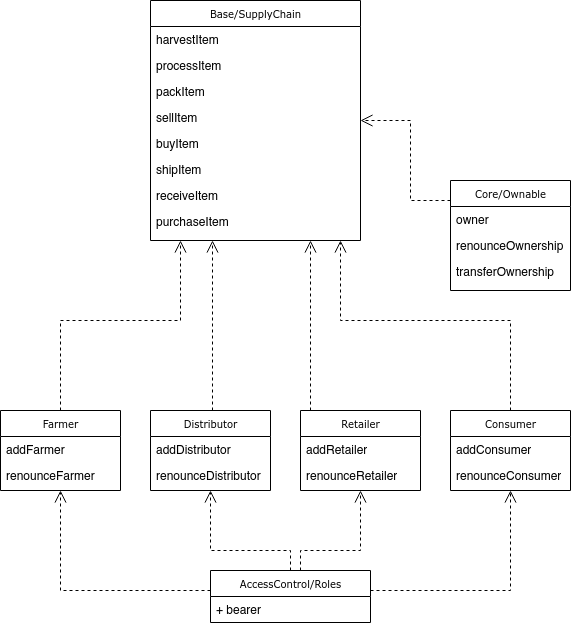 Base/SupplyChain
harvestItem
processItem
packItem
sellItem
buyItem
shipItem
receiveItem
purchaseItem
Core/Ownable
owner
renounceOwnership
transferOwnership
Farmer
addFarmer
renounceFarmer
Distributor
addDistributor
renounceDistributor
Retailer
addRetailer
renounceRetailer
Consumer
addConsumer
renounceConsumer
AccessControl/Roles
+ bearer